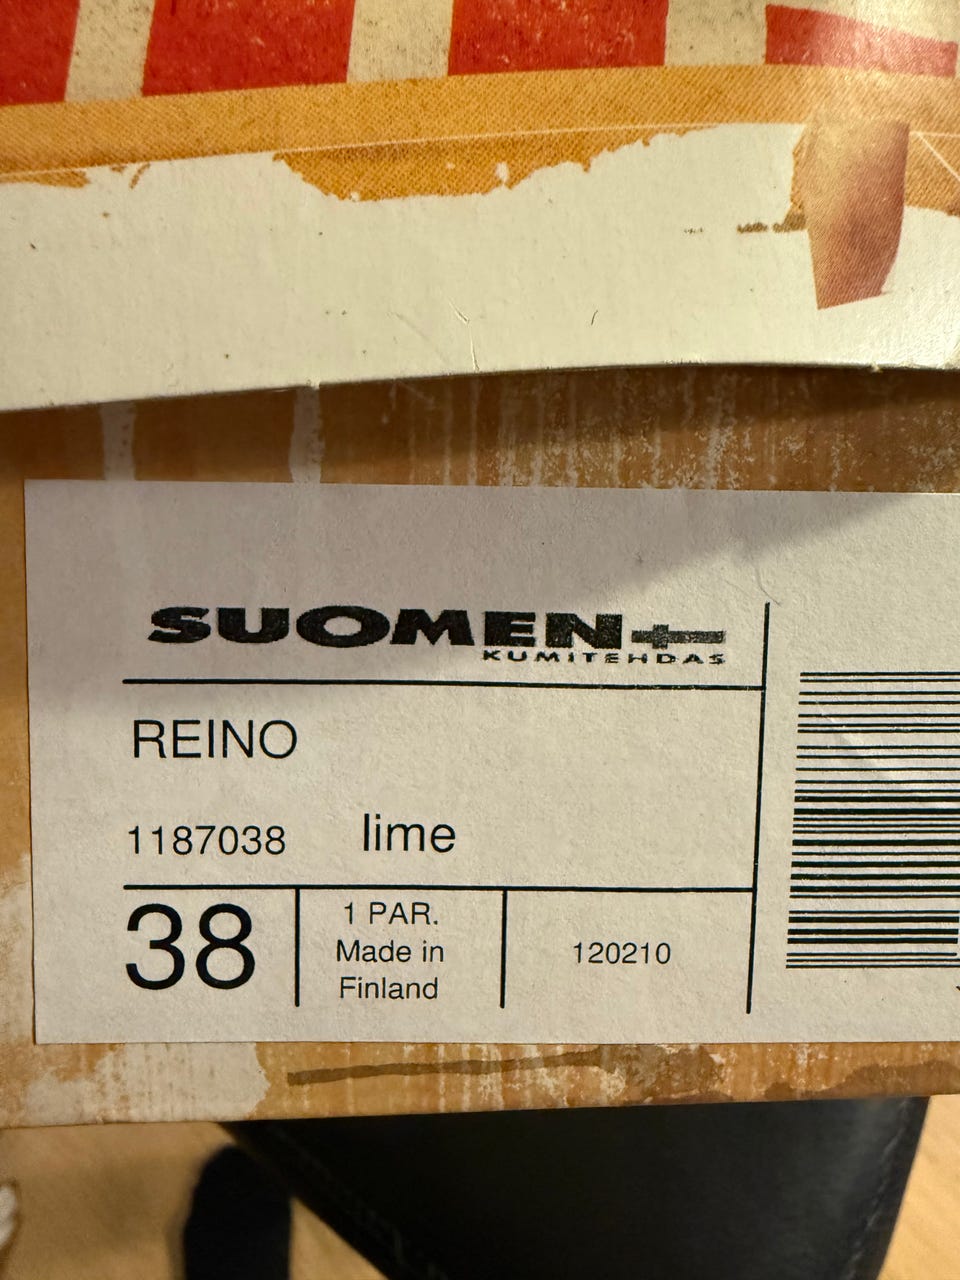 SUOMEN
KUMITEHDAS
REINO
1187038 lime
38
1 PAR.
Made in
Finland
120210